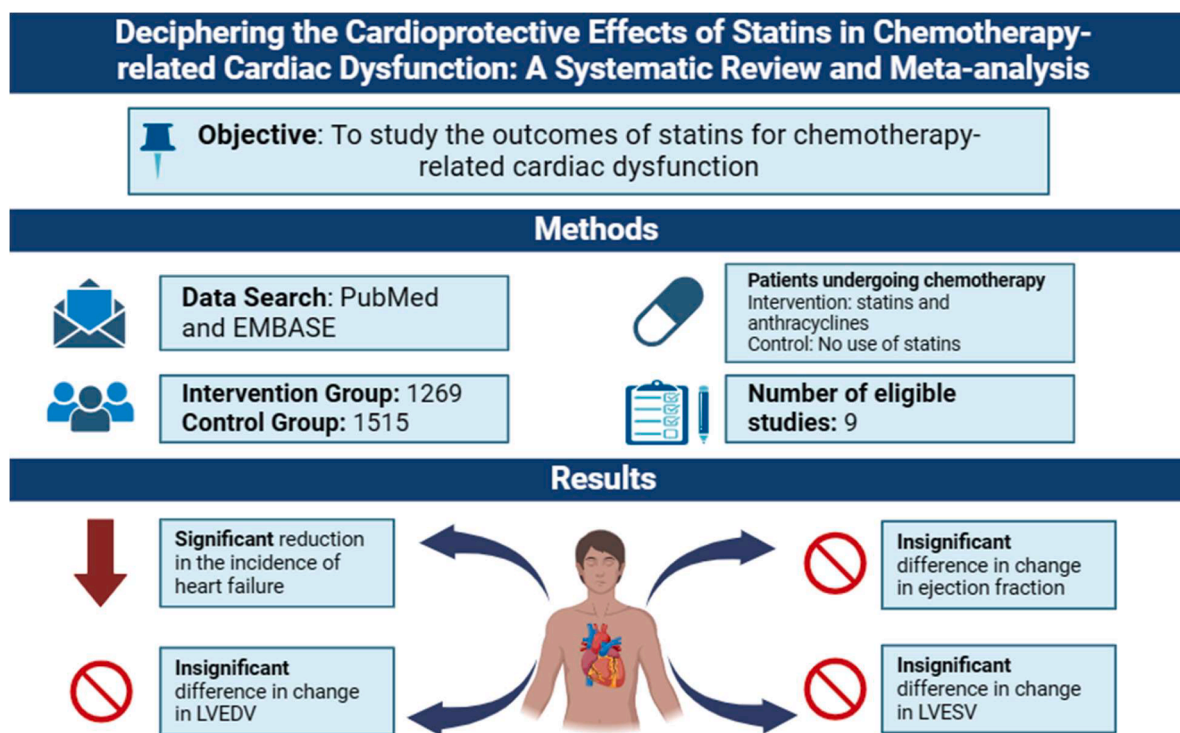 Deciphering the Cardioprotective Effects of Statins in Chemotherapy-
related Cardiac Dysfunction: A Systematic Review and Meta-analysis
Objective: To study the outcomes of statins for chemotherapy-
related cardiac dysfunction
Methods
Data Search: PubMed
and EMBASE
Patients undergoing chemotherapy
Intervention: statins and
anthracyclines
Control: No use of statins
Intervention Group: 1269
Control Group: 1515
Number of eligible
studies: 9
Results
Significant reduction
in the incidence of
heart failure
Insignificant
difference in change
in ejection fraction
Insignificant
difference in change
in LVEDV
Insignificant
difference in change
in LVESV